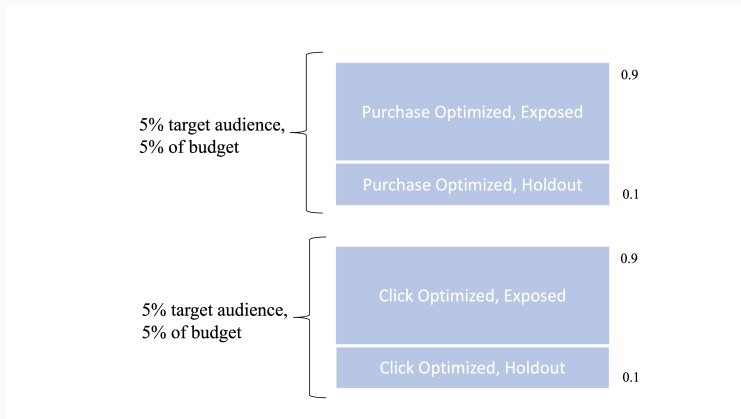 0.9
Purchase Optimized, Exposed
5% target audience,
5% of budget
Purchase Optimized, Holdout
0.1
0.9
Click Optimized, Exposed
5% target audience,
5% of budget
Click Optimized, Holdout
0.1